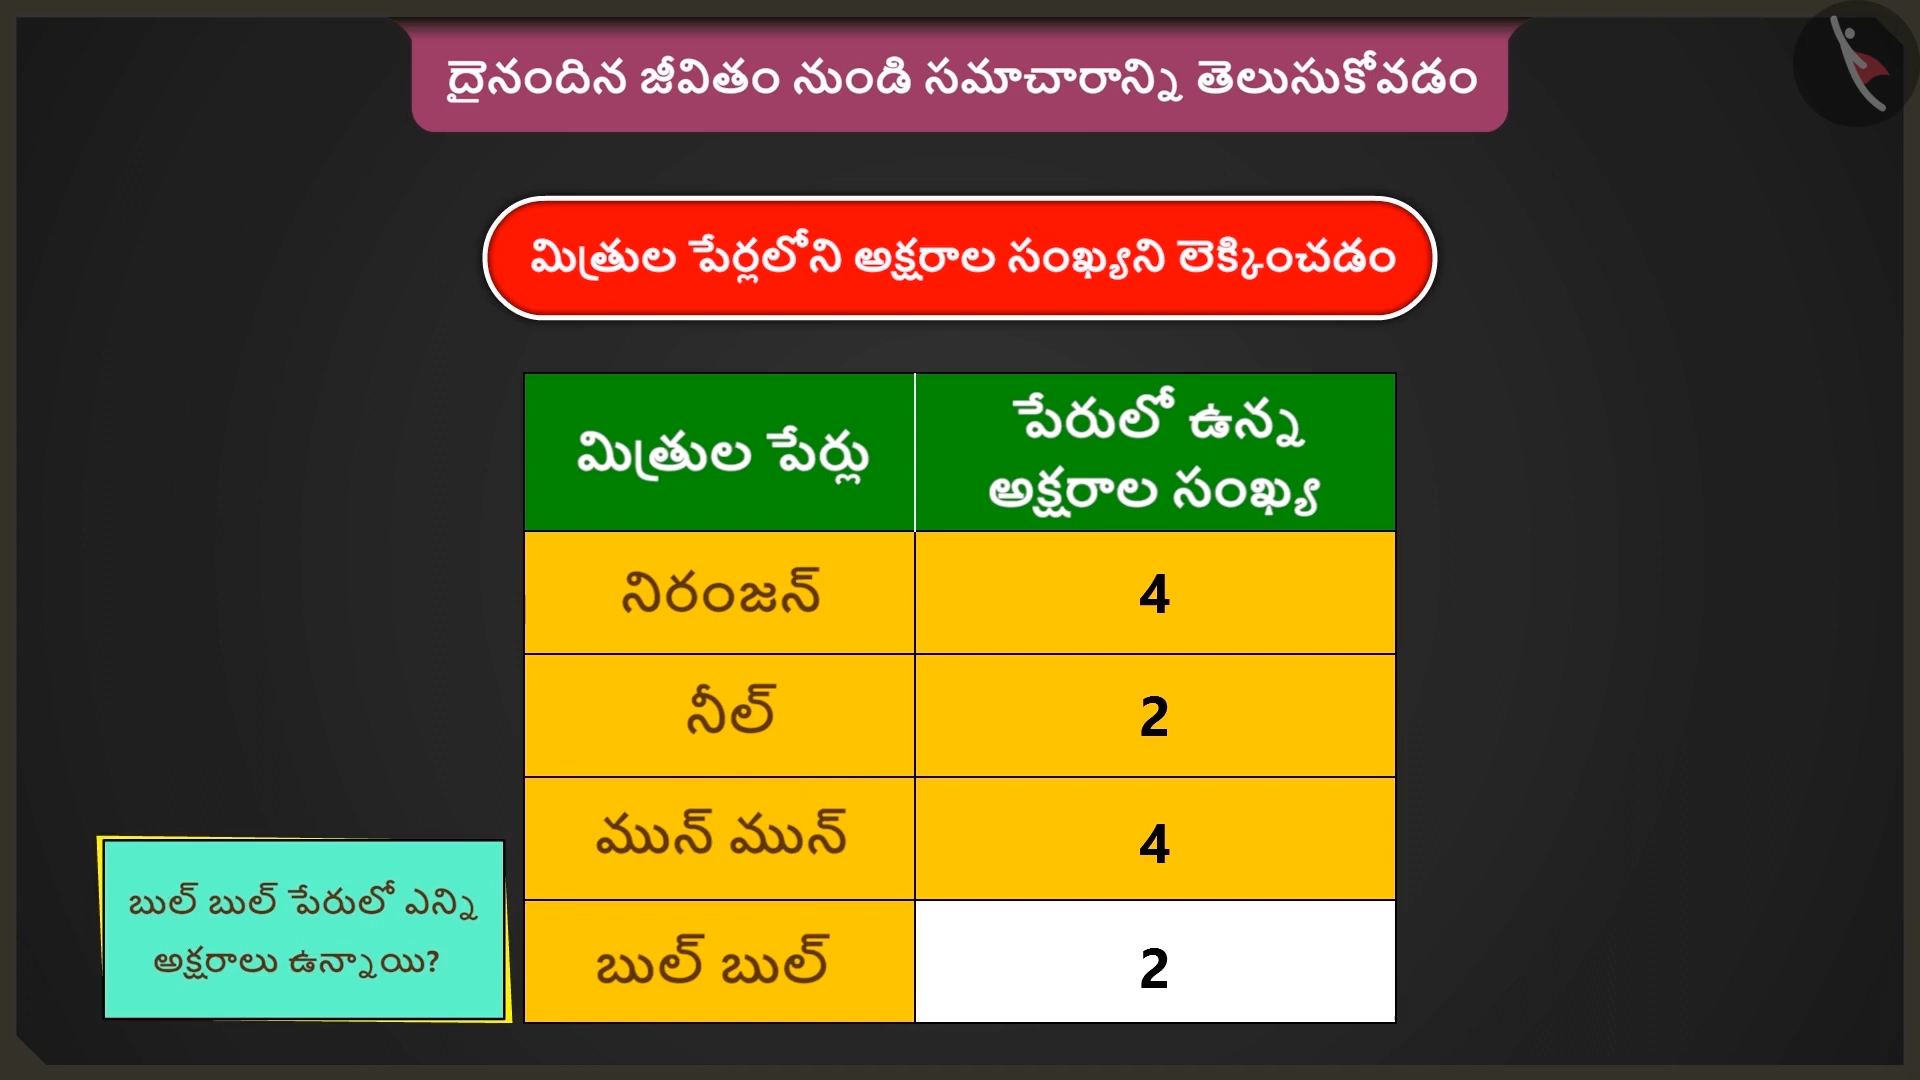 దైనందిన జీవితం నుండి సమాచారాన్ని తెలుసుకోవడం
మిత్రుల పేర్లలోని అక్షరాల సంఖ్యని లెక్కించడం
మిత్రుల పేర్లు
పేరులో ఉన్న
అక్షరాల సంఖ్య
నిరంజన్
4
నీల్
2
మున్ మున్
4
బుల్ బుల్
2
బుల్ బుల్ పేరులో ఎన్ని
అక్షరాలు ఉన్నాయి?